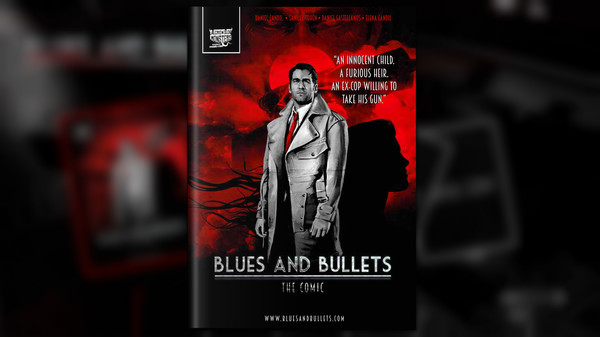 "AN INNOCENT CHILD.
A FURIOUS HEIR.
AN EX-COP WILLING TO
TAKE HIS GUN."
BLUES AND BULLETS
THE COMIC
WWW.BLUESANDBULLETS.COM